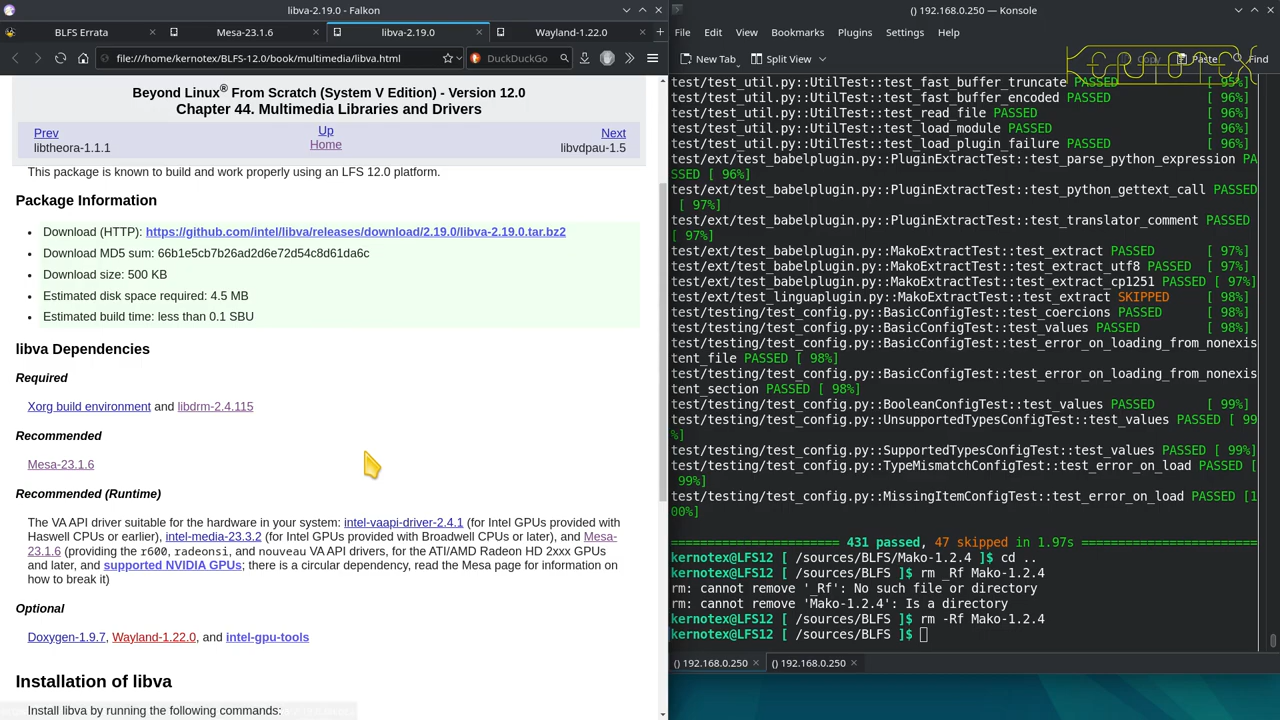 libva-2.19.0 - Falkon
BLFS Errata
Mesa-23.1.6
libva-2.19.0
Wayland-1.22.0
file:///home/kernotex/BLFS-12.0/book/multimedia/libva.html
DuckDuckGo
Beyond Linux® From Scratch (System V Edition) - Version 12.0
Chapter 44. Multimedia Libraries and Drivers
Prev
Up
Next
libtheora-1.1.1
Home
libvdpau-1.5
This package is known to build and work properly using an LFS 12.0 platform.
Package Information
• Download (HTTP): https://github.com/intel/libva/releases/download/2.19.0/libva-2.19.0.tar.bz2
• Download MD5 sum: 66b1e5cb7b26ad2d6e72d54c8d61da6c
• Download size: 500 KB
• Estimated disk space required: 4.5 MB
• Estimated build time: less than 0.1 SBU
libva Dependencies
Required
Xorg build environment and libdrm-2.4.115
Recommended
Mesa-23.1.6
Recommended (Runtime)
The VA API driver suitable for the hardware in your system: intel-vaapi-driver-2.4.1 (for Intel GPUs provided with
Haswell CPUs or earlier), intel-media-23.3.2 (for Intel GPUs provided with Broadwell CPUs or later), and Mesa-
23.1.6 (providing the r600, radeonsi, and nouveau VA API drivers, for the ATI/AMD Radeon HD 2xxx GPUs
and later, and supported NVIDIA GPUs; there is a circular dependency, read the Mesa page for information on
how to break it)
Optional
Doxygen-1.9.7, Wayland-1.22.0, and intel-gpu-tools
Installation of libva
Install libva by running the following commands:
() 192.168.0.250 — Konsole
File Edit View Bookmarks Plugins Settings Help
New Tab Split View Copy Paste Find
kernotex
test/test_util.py::UtilTest::test_fast_buffer_truncate PASSED [ 95%]
test/test_util.py::UtilTest::test_fast_buffer_encoded PASSED [ 96%]
test/test_util.py::UtilTest::test_read_file PASSED [ 96%]
test/test_util.py::UtilTest::test_load_module PASSED [ 96%]
test/test_util.py::UtilTest::test_load_plugin_failure PASSED [ 96%]
test/ext/test_babelplugin.py::PluginExtractTest::test_parse_python_expression PA
SSED [ 96%]
test/ext/test_babelplugin.py::PluginExtractTest::test_python_gettext_call PASSED
[ 97%]
test/ext/test_babelplugin.py::PluginExtractTest::test_translator_comment PASSED
[ 97%]
test/ext/test_babelplugin.py::MakoExtractTest::test_extract PASSED [ 97%]
test/ext/test_babelplugin.py::MakoExtractTest::test_extract_utf8 PASSED [ 97%]
test/ext/test_babelplugin.py::MakoExtractTest::test_extract_cp1251 PASSED [ 97%]
test/ext/test_linguaplugin.py::MakoExtractTest::test_extract SKIPPED [ 98%]
test/testing/test_config.py::BasicConfigTest::test_coercions PASSED [ 98%]
test/testing/test_config.py::BasicConfigTest::test_values PASSED [ 98%]
test/testing/test_config.py::BasicConfigTest::test_error_on_loading_from_nonexis
tent_file PASSED [ 98%]
test/testing/test_config.py::BasicConfigTest::test_error_on_loading_from_nonexis
tent_section PASSED [ 98%]
test/testing/test_config.py::BooleanConfigTest::test_values PASSED [ 99%]
test/testing/test_config.py::UnsupportedTypesConfigTest::test_values PASSED [ 99
%]
test/testing/test_config.py::SupportedTypesConfigTest::test_values PASSED [ 99%]
test/testing/test_config.py::TypeMismatchConfigTest::test_error_on_load PASSED [
99%]
test/testing/test_config.py::MissingItemConfigTest::test_error_on_load PASSED [1
00%]
======================= 431 passed, 47 skipped in 1.97s ========================
kernotex@LFS12 [ /sources/BLFS/Mako-1.2.4 ]$ cd ..
kernotex@LFS12 [ /sources/BLFS ]$ rm _Rf Mako-1.2.4
rm: cannot remove '_Rf': No such file or directory
rm: cannot remove 'Mako-1.2.4': Is a directory
kernotex@LFS12 [ /sources/BLFS ]$ rm -Rf Mako-1.2.4
kernotex@LFS12 [ /sources/BLFS ]$
() 192.168.0.250
() 192.168.0.250